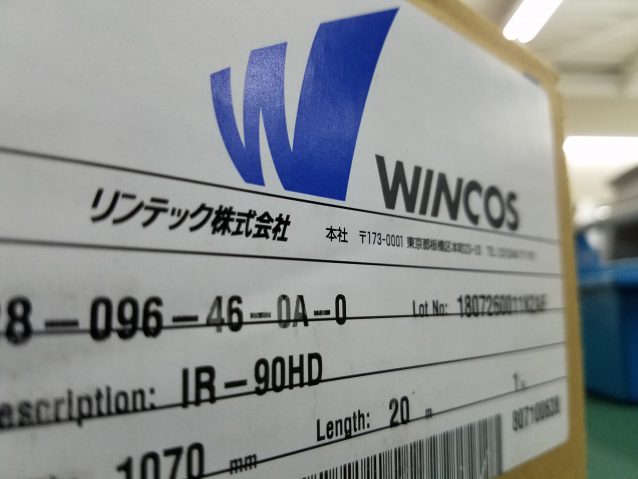 WINCOS
リンテック株式会社 本社 〒173-0001 東京都板橋区本町23-23 TEL
8-096-46-0A-0 Lot No:
escription: IR-90HD
Length: 20 m
1070 mm